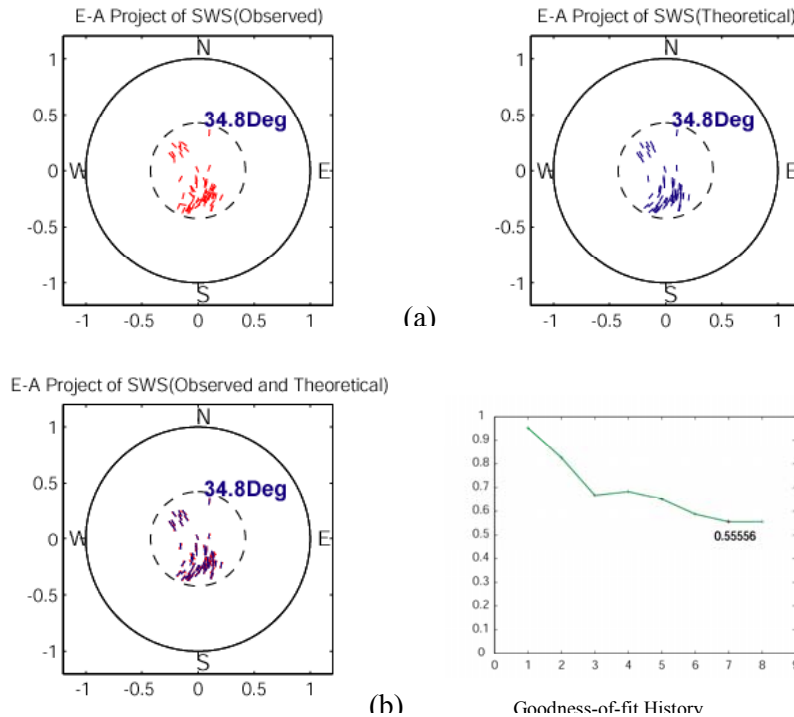 E-A Project of SWS(Observed)
N
1
0.5
0
-0.5
-1
W
E
34.8Deg
S
-1 -0.5 0 0.5 1
E-A Project of SWS(Theoretical)
N
1
0.5
0
-0.5
-1
W
E
34.8Deg
S
-1 -0.5 0 0.5 1
(a)
E-A Project of SWS(Observed and Theoretical)
N
1
0.5
0
-0.5
-1
W
E
34.8Deg
S
-1 -0.5 0 0.5 1
1
0.9
0.8
0.7
0.6
0.5
0.4
0.3
0.2
0.1
0
0.55556
0 1 2 3 4 5 6 7 8 9
(b)
Goodness-of-fit History